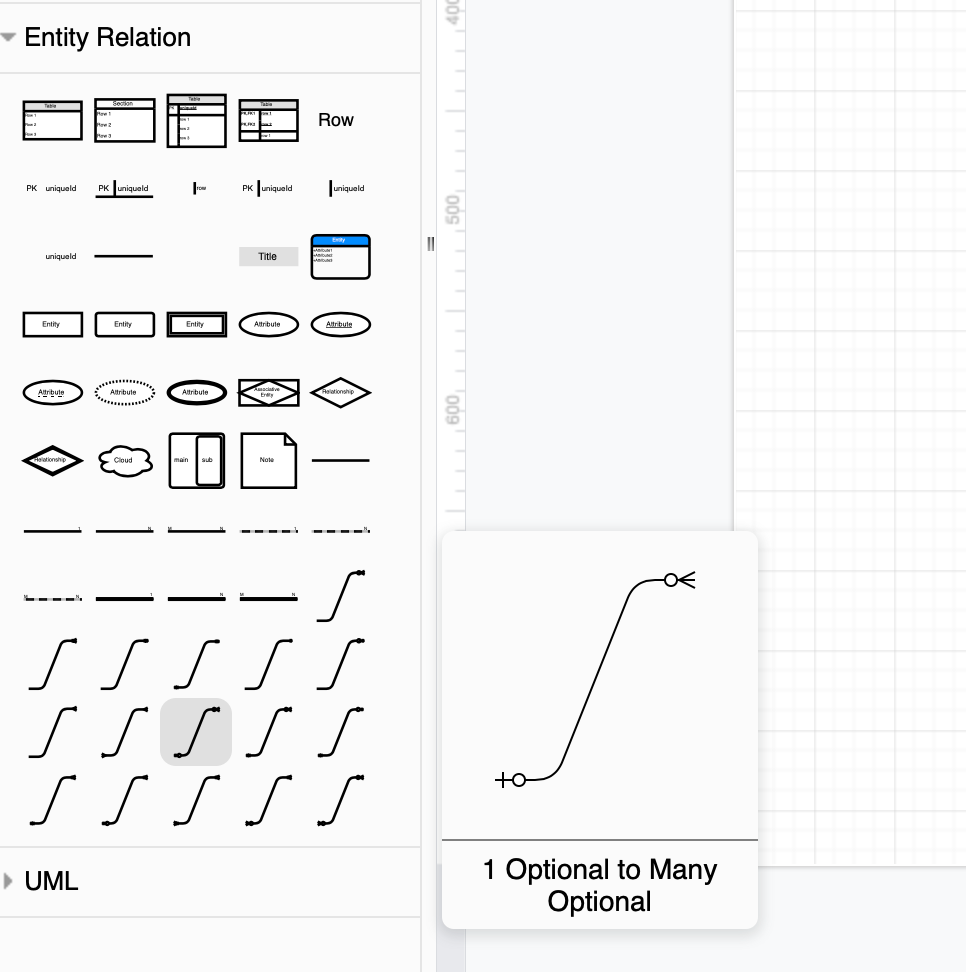 Entity Relation
Table
Row 1
Row 2
Row 3
Section
Row 1
Row 2
Row 3
Table
PK uniqueId
row 1
row 2
row 3
Table
PK,FK1 row 1
PK,FK2 row 2
row 1
Row
PK uniqueId
PK uniqueId
row
PK uniqueId
uniqueId
uniqueId
Title
Entity
+Attribute1
+Attribute2
+Attribute3
Entity
Entity
Entity
Attribute
Attribute
Attribute
Attribute
Attribute
Associative
Entity
Relationship
Relationship
Cloud
main sub
Note
1
N
M N
1
N
M N
1
N
M N
UML
400
500
600
1 Optional to Many
Optional